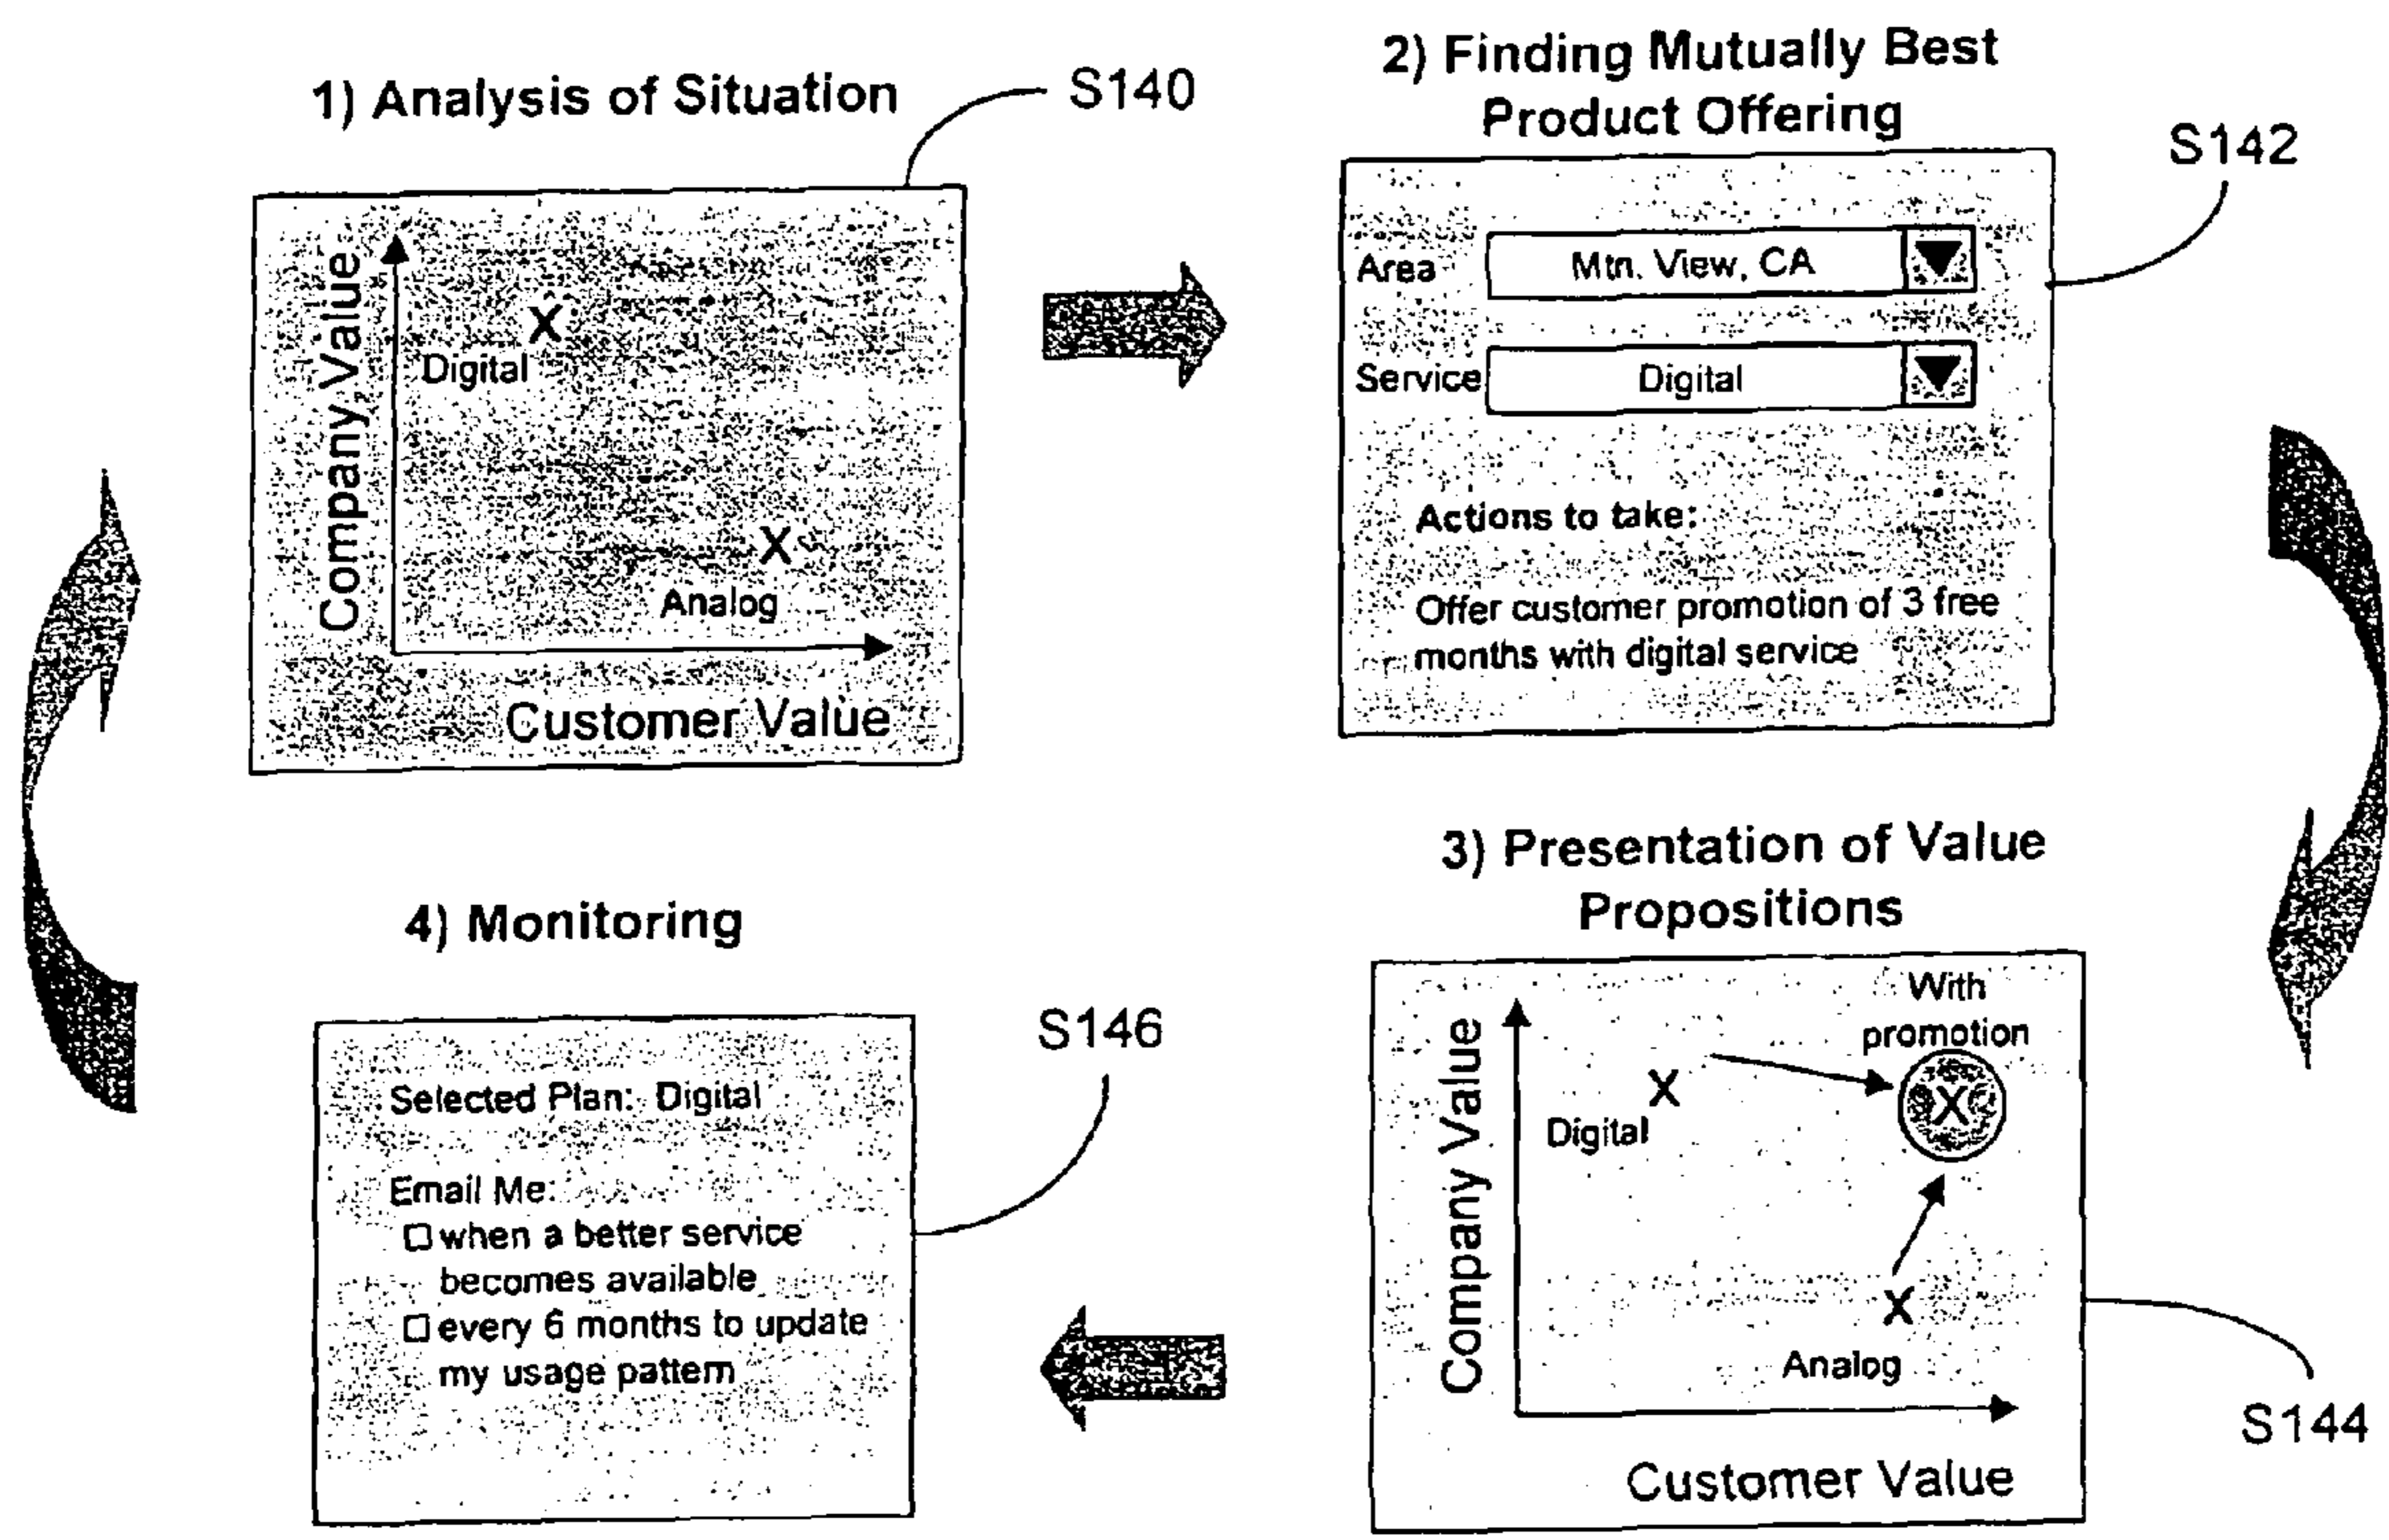 1) Analysis of Situation
S140
Company Value
X
Digital
X
Analog
Customer Value
2) Finding Mutually Best
Product Offering
S142
Area
Mtn. View, CA
Service
Digital
Actions to take:
Offer customer promotion of 3 free
months with digital service
3) Presentation of Value
Propositions
With
promotion
Company Value
X
Digital
X
X
Analog
Customer Value
S144
4) Monitoring
S146
Selected Plan: Digital
Email Me:
when a better service
becomes available
every 6 months to update
my usage pattern